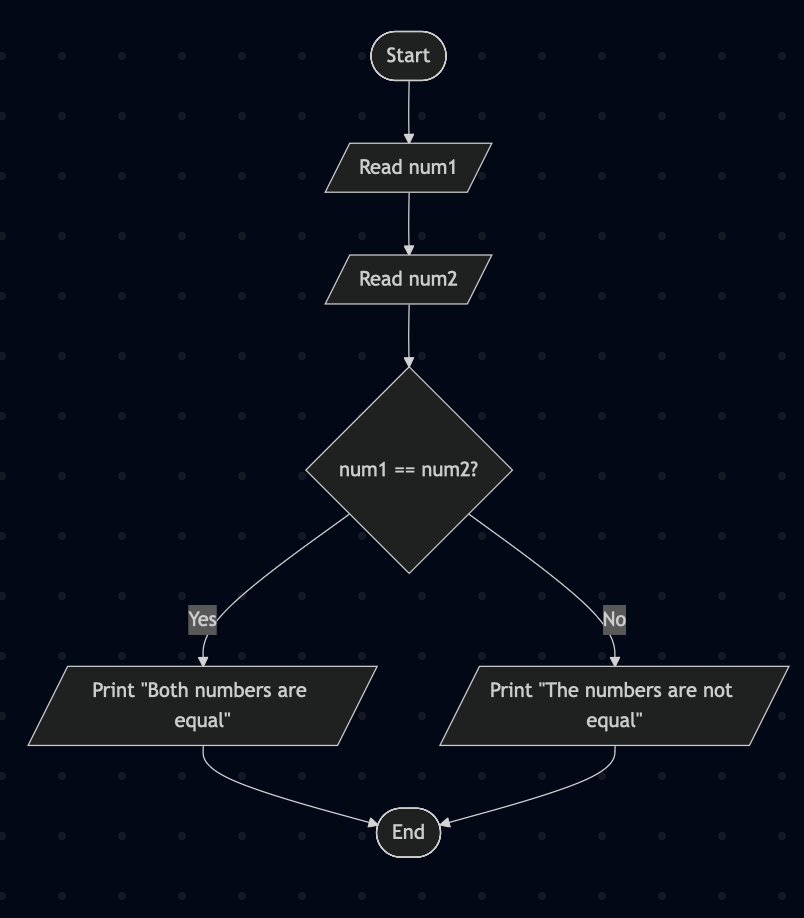 Start
Read num1
Read num2
num1 == num2?
Yes
No
Print "Both numbers are
equal"
Print "The numbers are not
equal"
End